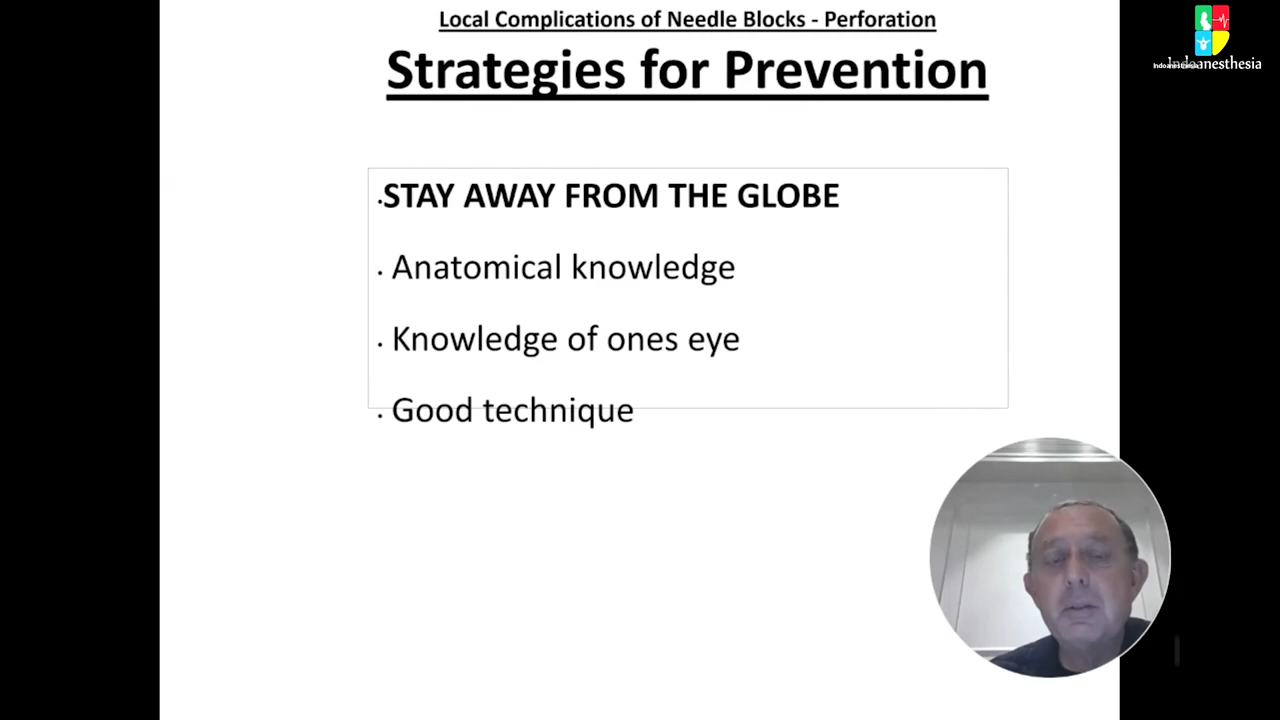 Local Complications of Needle Blocks - Perforation
Strategies for Prevention
Indoanesthesia
Indoanesthesia
·STAY AWAY FROM THE GLOBE
· Anatomical knowledge
· Knowledge of ones eye
· Good technique